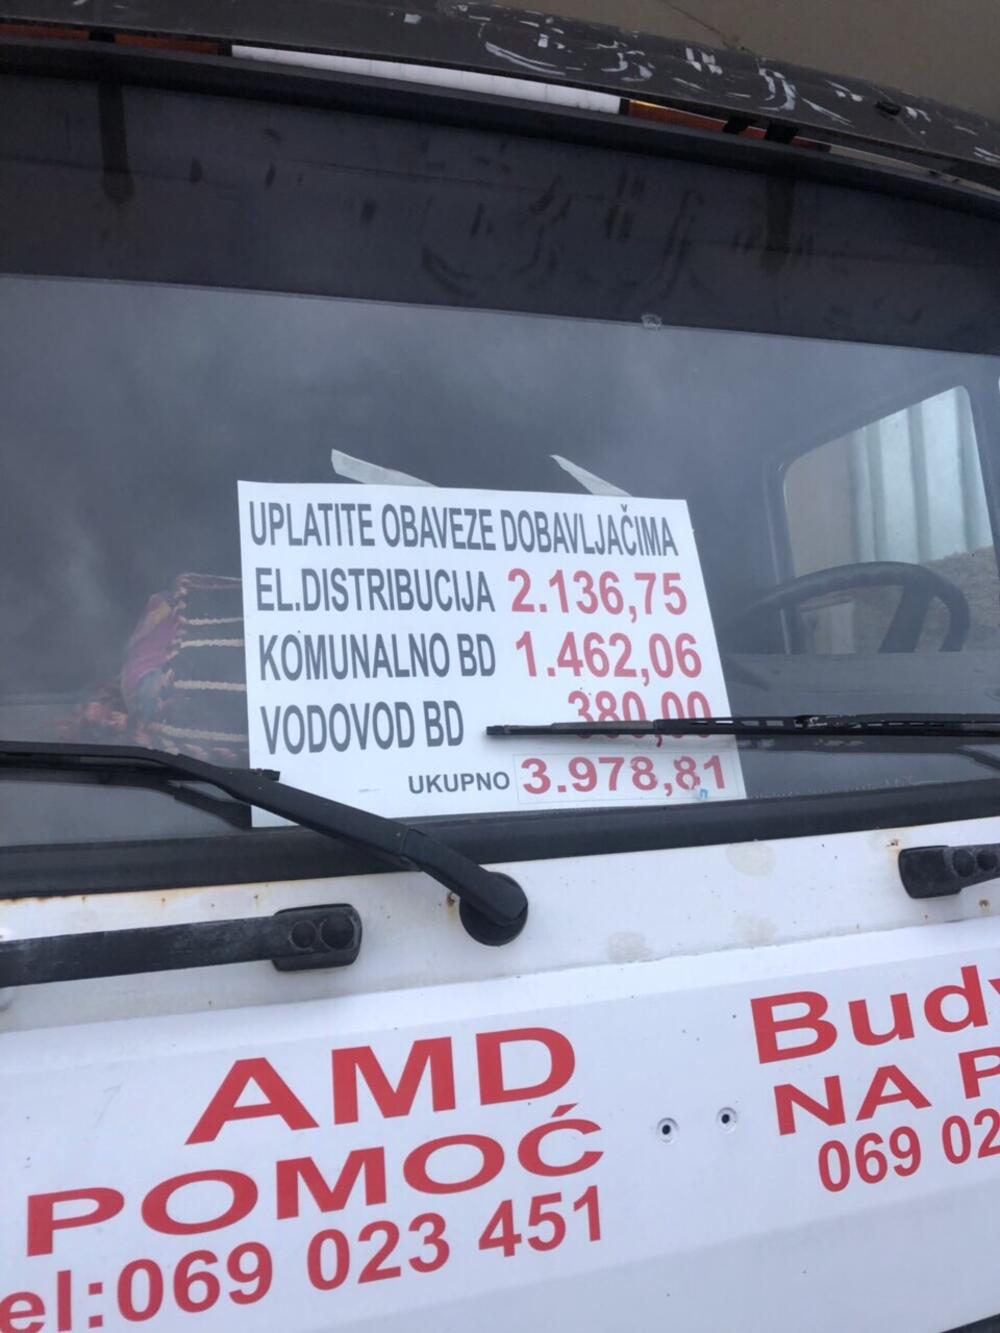 UPLATITE OBAVEZE DOBAVLJAČIMA
EL.DISTRIBUCIJA 2.136,75
KOMUNALNO BD 1.462,06
VODOVOD BD 380,00
UKUPNO 3.978,81
AMD
POMOĆ
el:069 023 451
Budv
NA P
069 02